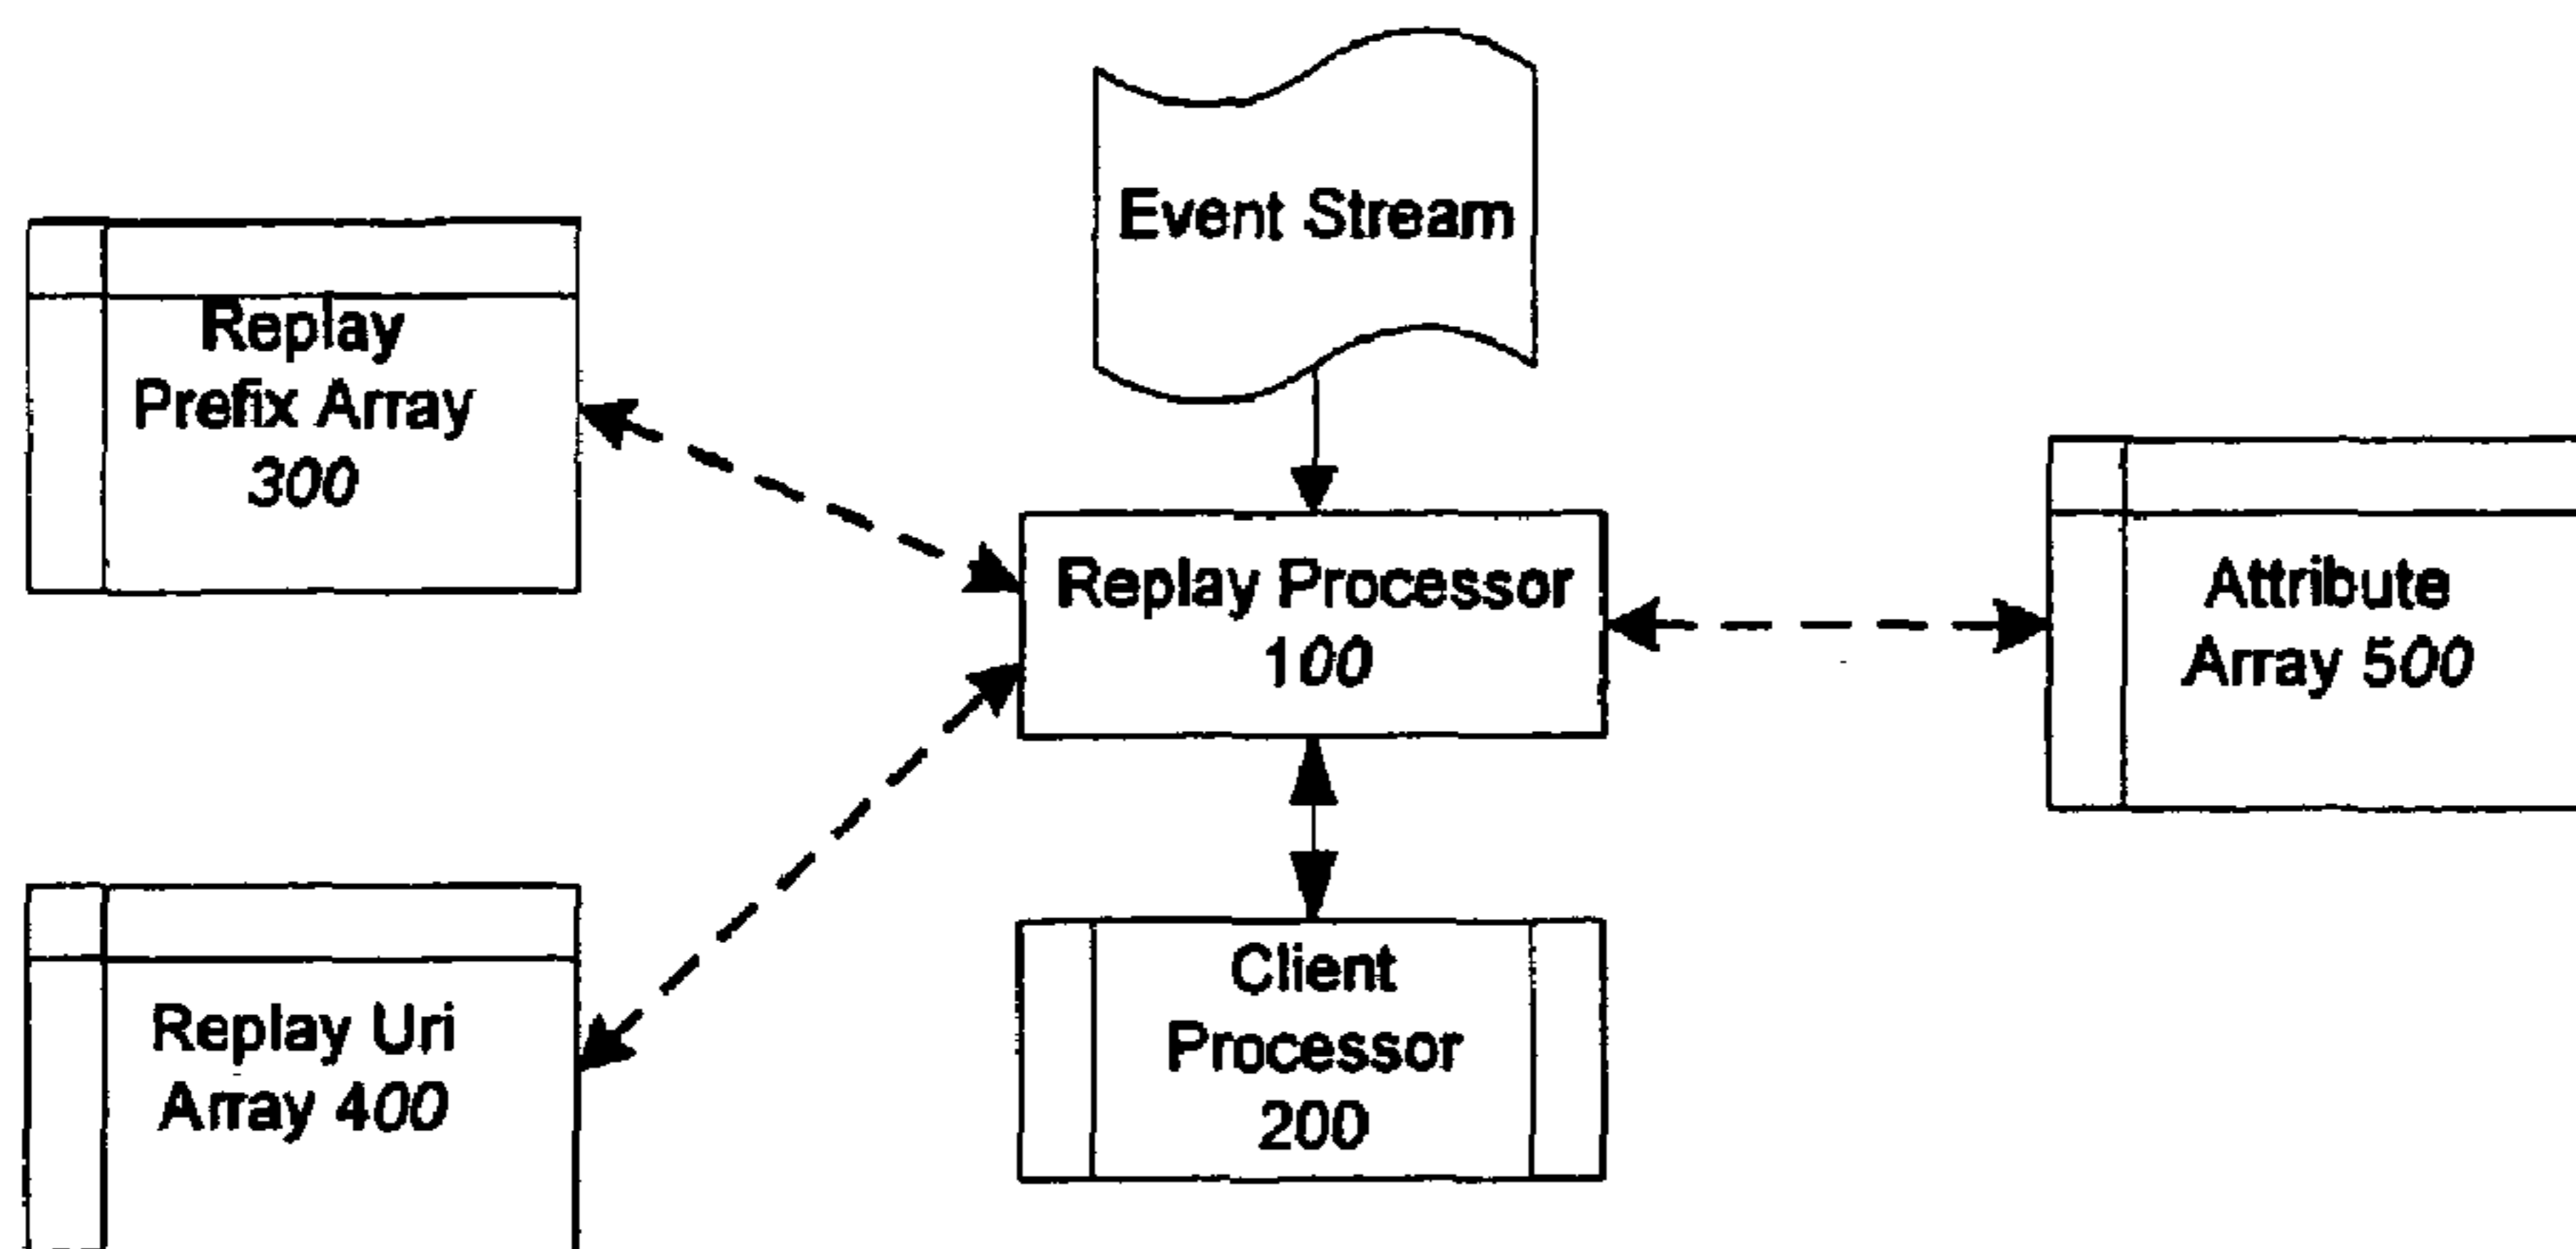 Event Stream
Replay
Prefix Array
300
Replay Processor
100
Attribute
Array 500
Client
Processor
200
Replay Uri
Array 400